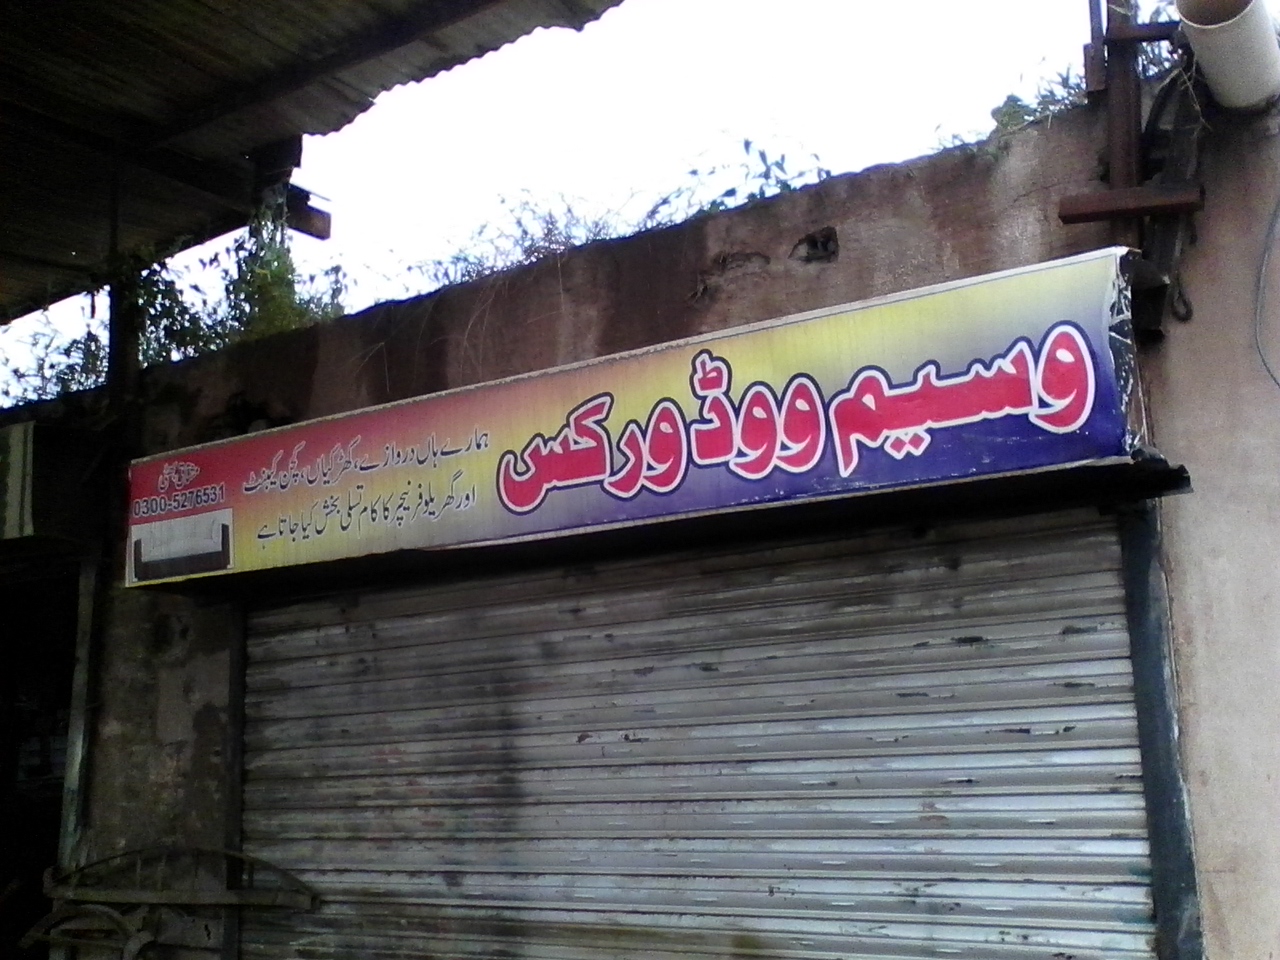 وسیم ووڈ ورکس
ہمارے ہاں دروازے، کھڑکیاں، کچن کیبنٹ
اور گھریلو فرنیچر کا کام تسلی بخش کیا جاتا ہے
0300-5276531